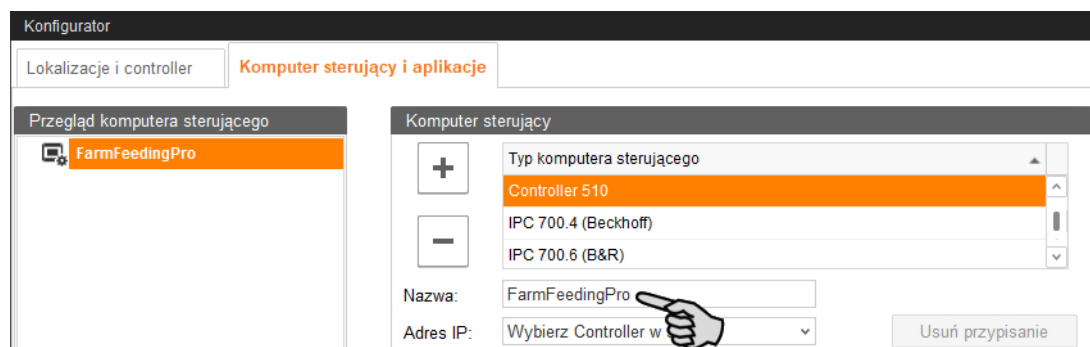 Konfigurator
Lokalizacje i controller
Komputer sterujący i aplikacje
Przegląd komputera sterującego
FarmFeedingPro
Komputer sterujący
Typ komputera sterującego
Controller 510
IPC 700.4 (Beckhoff)
IPC 700.6 (B&R)
Nazwa: FarmFeedingPro
Adres IP: Wybierz Controller w
Usuń przypisanie